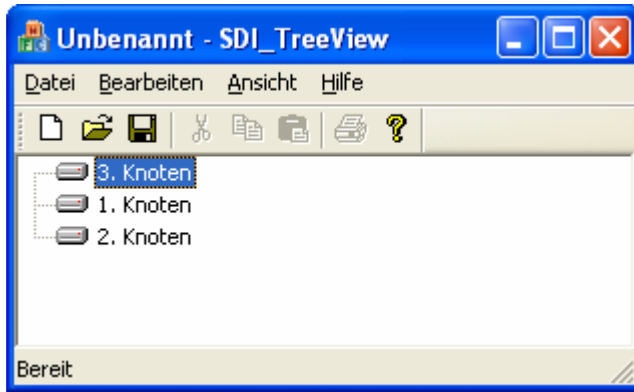 Unbenannt - SDI_TreeView
Datei Bearbeiten Ansicht Hilfe
3. Knoten
1. Knoten
2. Knoten
Bereit